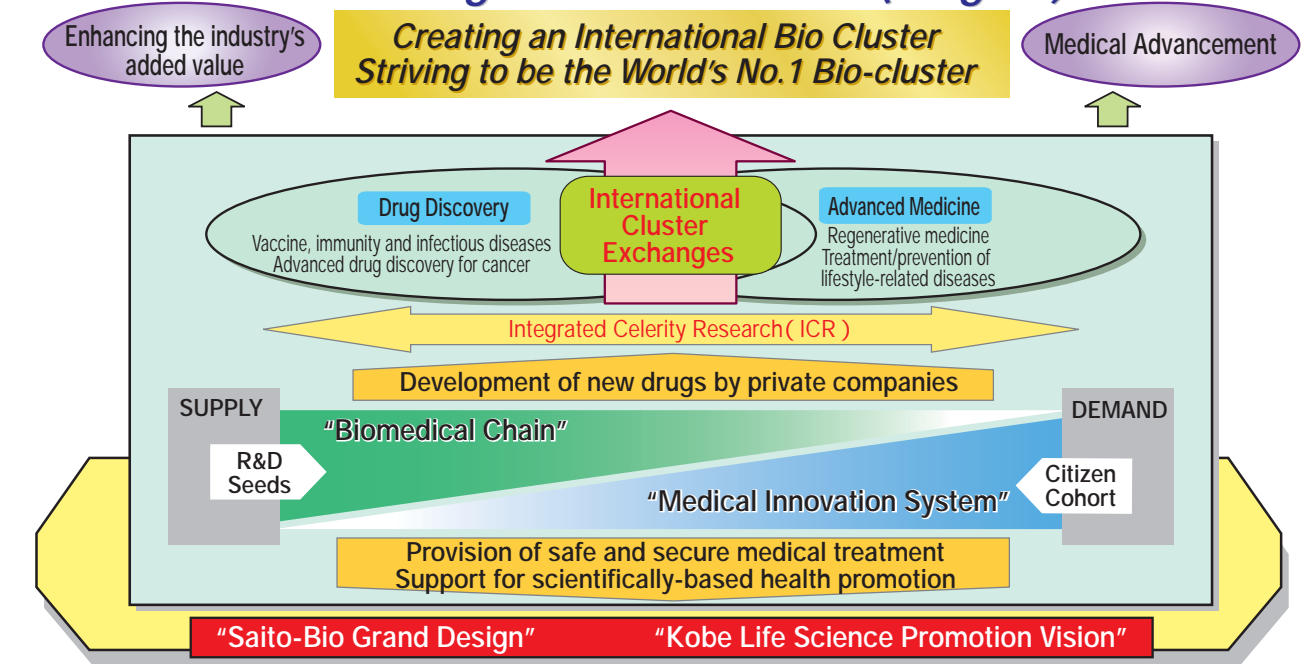 Enhancing the industry's
added value
Creating an International Bio Cluster
Striving to be the World's No.1 Bio-cluster
Medical Advancement
Drug Discovery
Vaccine, immunity and infectious diseases
Advanced drug discovery for cancer
International
Cluster
Exchanges
Advanced Medicine
Regenerative medicine
Treatment/prevention of
lifestyle-related diseases
Integrated Celerity Research( ICR )
Development of new drugs by private companies
SUPPLY
DEMAND
"Biomedical Chain"
R&D
Seeds
"Medical Innovation System"
Citizen
Cohort
Provision of safe and secure medical treatment
Support for scientifically-based health promotion
"Saito-Bio Grand Design" "Kobe Life Science Promotion Vision"